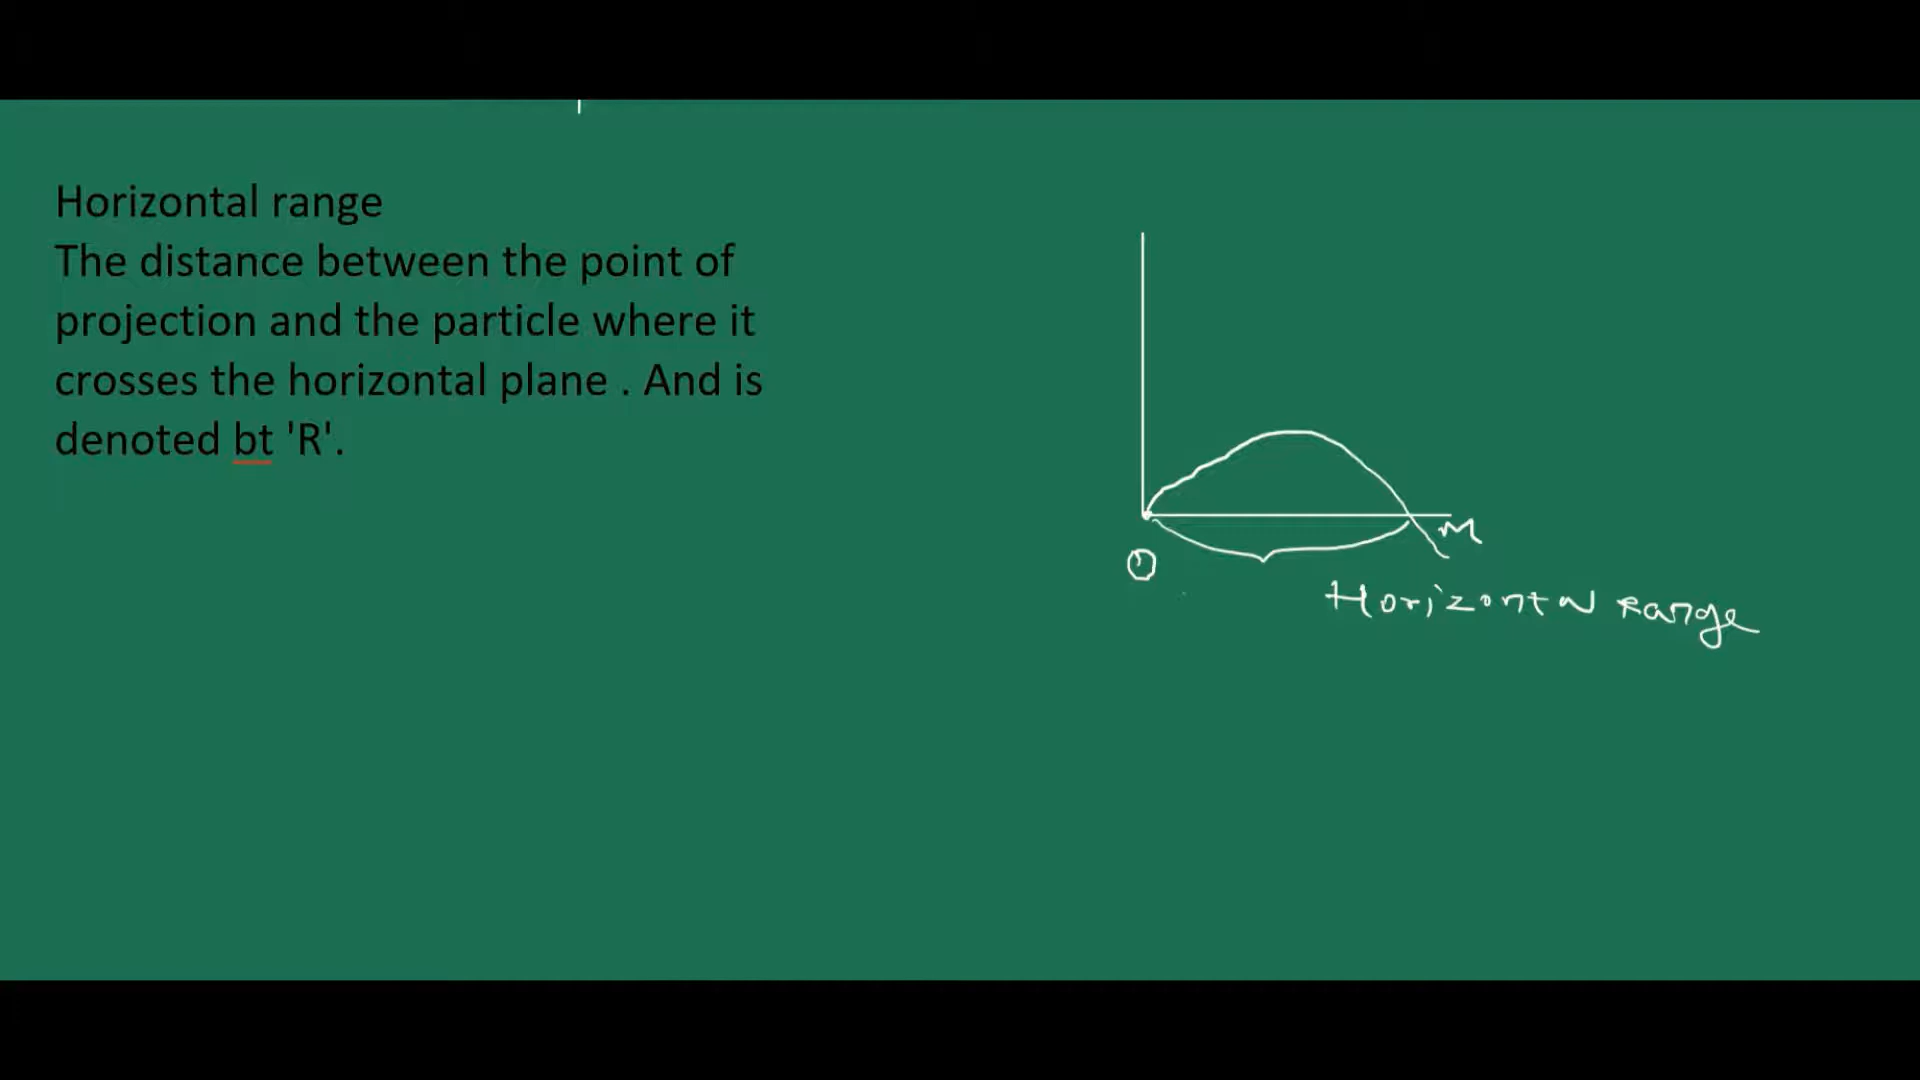 Horizontal range
The distance between the point of
projection and the particle where it
crosses the horizontal plane . And is
denoted bt 'R'.
M
O
Horizontal Range